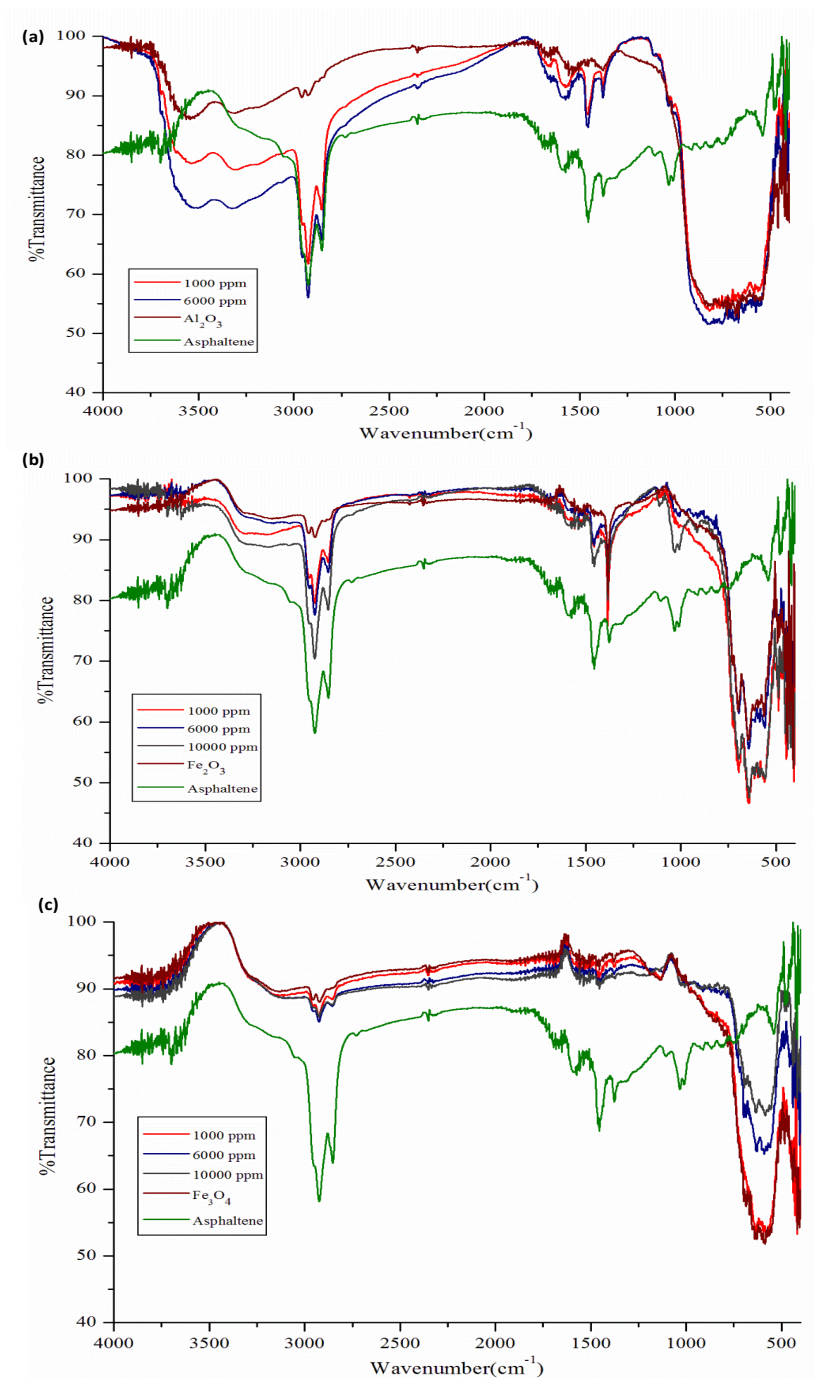 (a)
100
90
80
70
60
50
40
%Transmittance
1000 ppm
6000 ppm
Al₂O₃
Asphaltene
4000 3500 3000 2500 2000 1500 1000 500
Wavenumber(cm⁻¹)
(b)
100
90
80
70
60
50
40
%Transmittance
1000 ppm
6000 ppm
10000 ppm
Fe₂O₃
Asphaltene
4000 3500 3000 2500 2000 1500 1000 500
Wavenumber(cm⁻¹)
(c)
100
90
80
70
60
50
40
%Transmittance
1000 ppm
6000 ppm
10000 ppm
Fe₃O₄
Asphaltene
4000 3500 3000 2500 2000 1500 1000 500
Wavenumber(cm⁻¹)